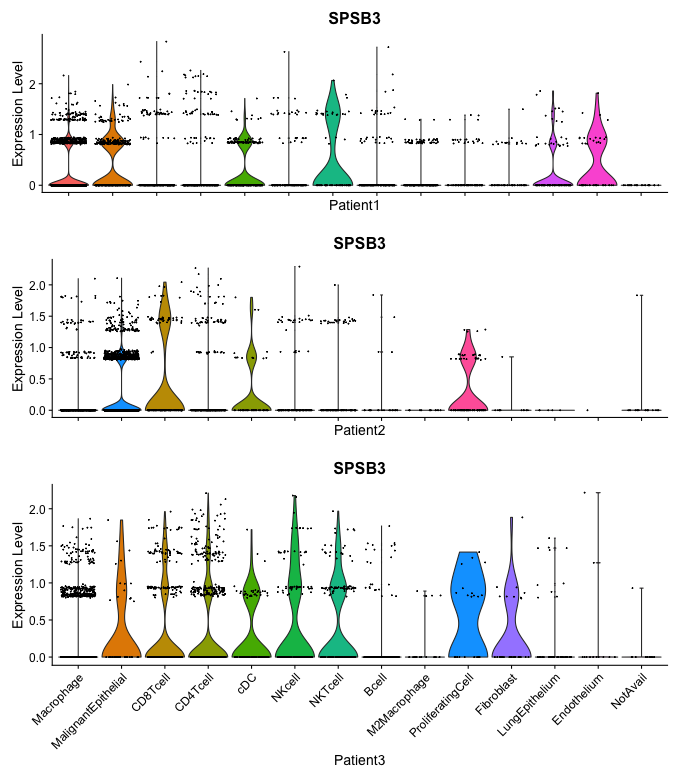 SPSB3
Expression Level
2
1
0
Patient1
SPSB3
Expression Level
2.0
1.5
1.0
0.5
0.0
Patient2
SPSB3
Expression Level
2.0
1.5
1.0
0.5
0.0
Macrophage
MalignantEpithelial
CD8Tcell
CD4Tcell
cDC
NKcell
NKTcell
Bcell
M2Macrophage
ProliferatingCell
Fibroblast
LungEpithelium
Endothelium
NotAvail
Patient3